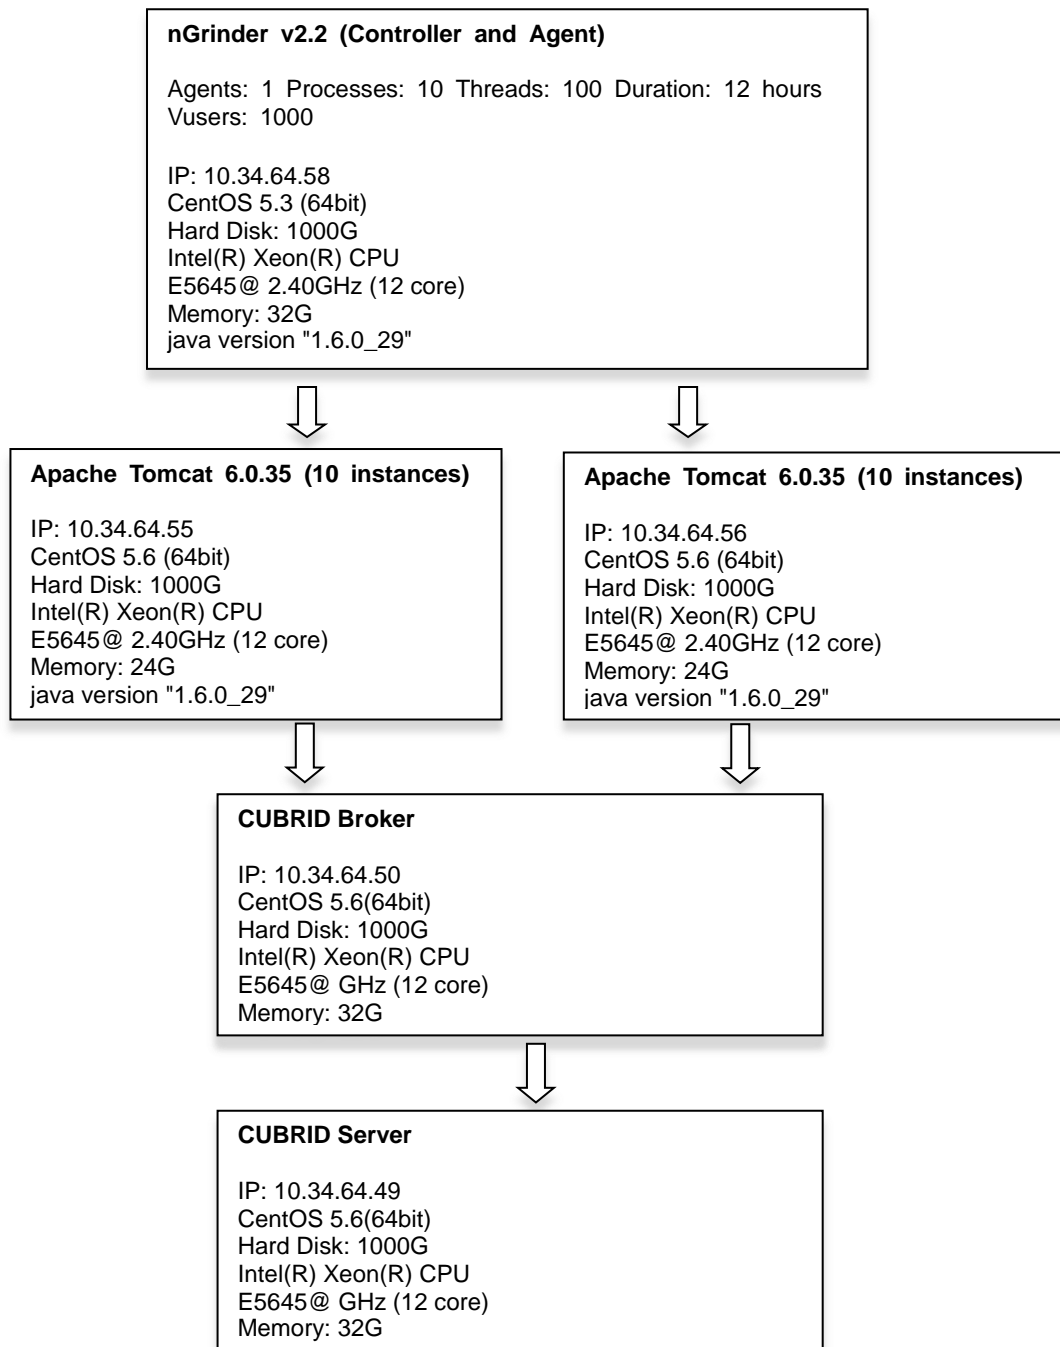 nGrinder v2.2 (Controller and Agent)
Agents: 1 Processes: 10 Threads: 100 Duration: 12 hours
Vusers: 1000
IP: 10.34.64.58
CentOS 5.3 (64bit)
Hard Disk: 1000G
Intel(R) Xeon(R) CPU
E5645@ 2.40GHz (12 core)
Memory: 32G
java version "1.6.0_29"
Apache Tomcat 6.0.35 (10 instances)
IP: 10.34.64.55
CentOS 5.6 (64bit)
Hard Disk: 1000G
Intel(R) Xeon(R) CPU
E5645@ 2.40GHz (12 core)
Memory: 24G
java version "1.6.0_29"
Apache Tomcat 6.0.35 (10 instances)
IP: 10.34.64.56
CentOS 5.6 (64bit)
Hard Disk: 1000G
Intel(R) Xeon(R) CPU
E5645@ 2.40GHz (12 core)
Memory: 24G
java version "1.6.0_29"
CUBRID Broker
IP: 10.34.64.50
CentOS 5.6(64bit)
Hard Disk: 1000G
Intel(R) Xeon(R) CPU
E5645@ GHz (12 core)
Memory: 32G
CUBRID Server
IP: 10.34.64.49
CentOS 5.6(64bit)
Hard Disk: 1000G
Intel(R) Xeon(R) CPU
E5645@ GHz (12 core)
Memory: 32G